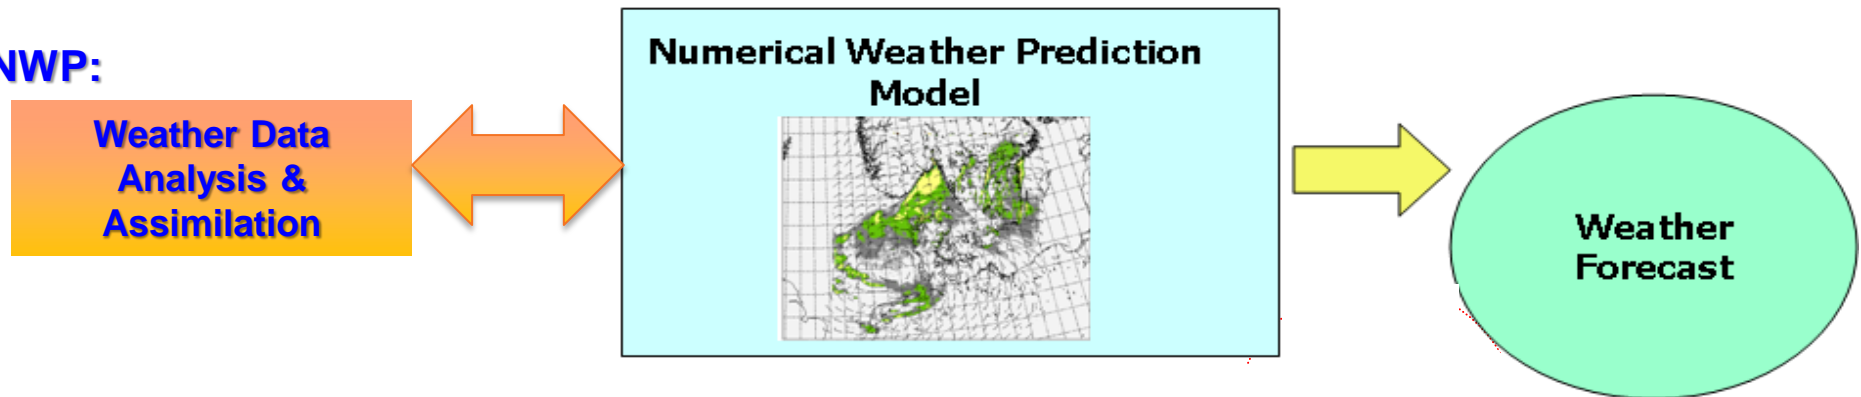 NWP:
Weather Data
Analysis &
Assimilation
Numerical Weather Prediction
Model
Weather
Forecast